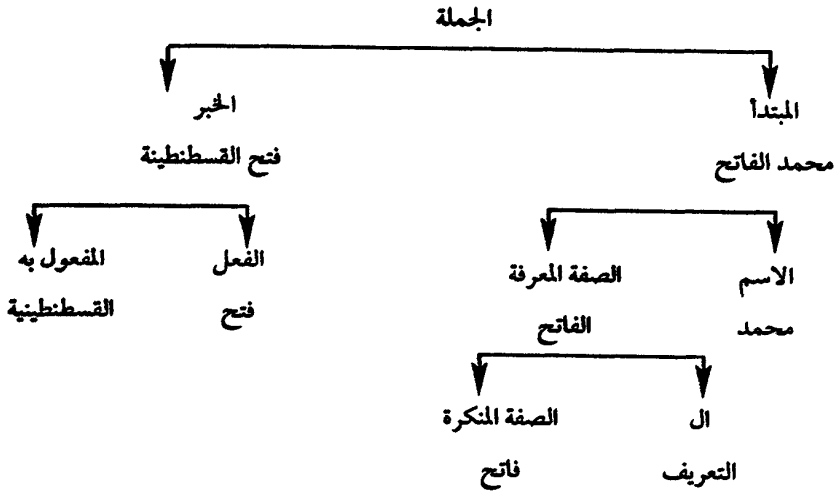 الجملة
المبتدأ
الخبر
محمد الفاتح
فتح القسطنطينة
الاسم
الصفة المعرفة
الفعل
المفعول به
محمد
الفاتح
فتح
القسطنطينية
ال
الصفة المنكرة
التعريف
فاتح